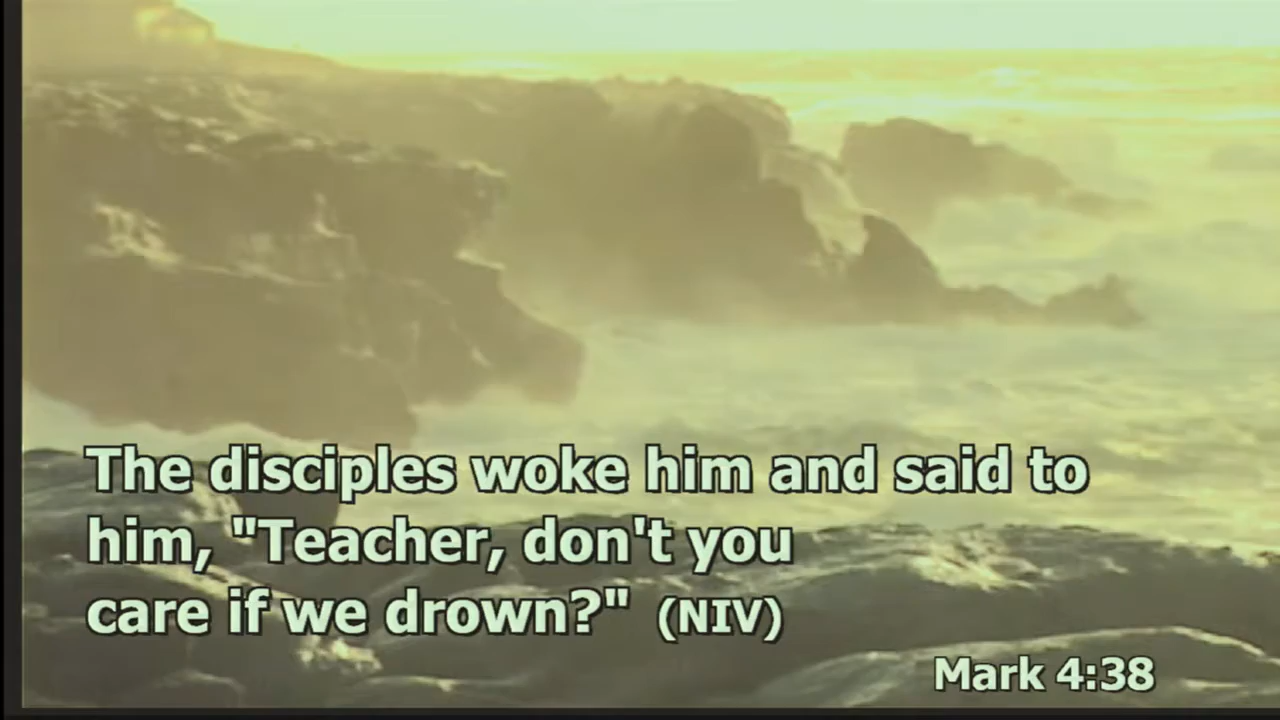 The disciples woke him and said to
him, "Teacher, don't you
care if we drown?" (NIV)
Mark 4:38